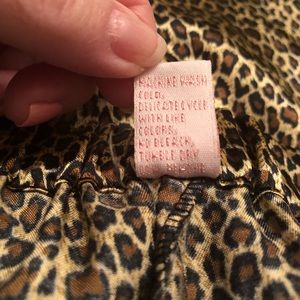 MACHINE WASH
COLD,
DELICATE CYCLE
WITH LIKE
COLORS,
NO BLEACH,
TUMBLE DRY